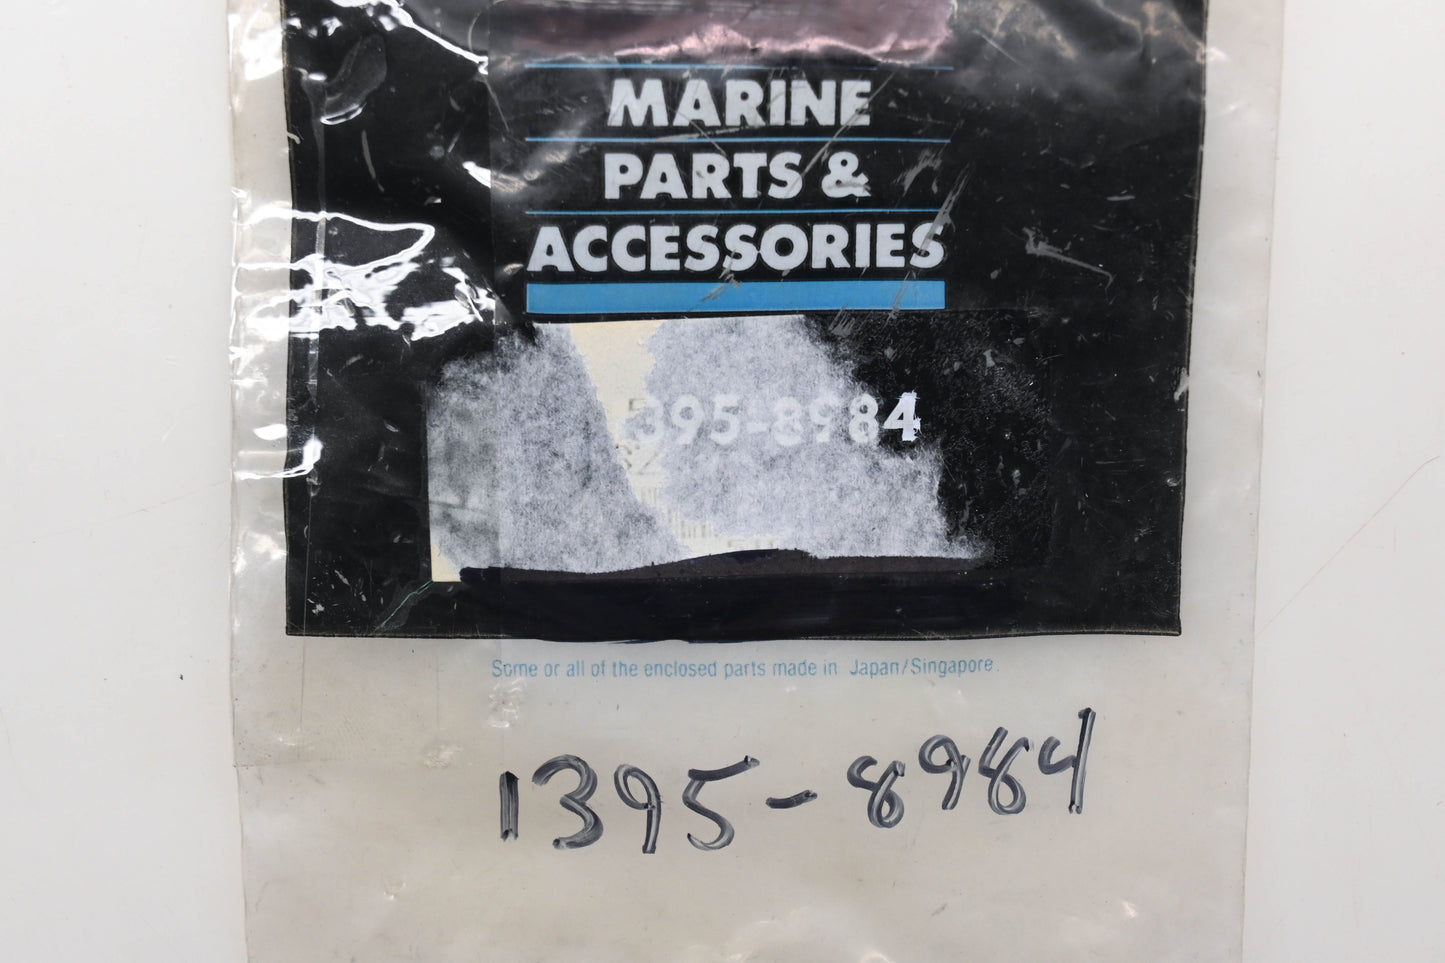 MARINE
PARTS &
ACCESSORIES
395-8984
Some or all of the enclosed parts made in Japan/Singapore.
1395-8984